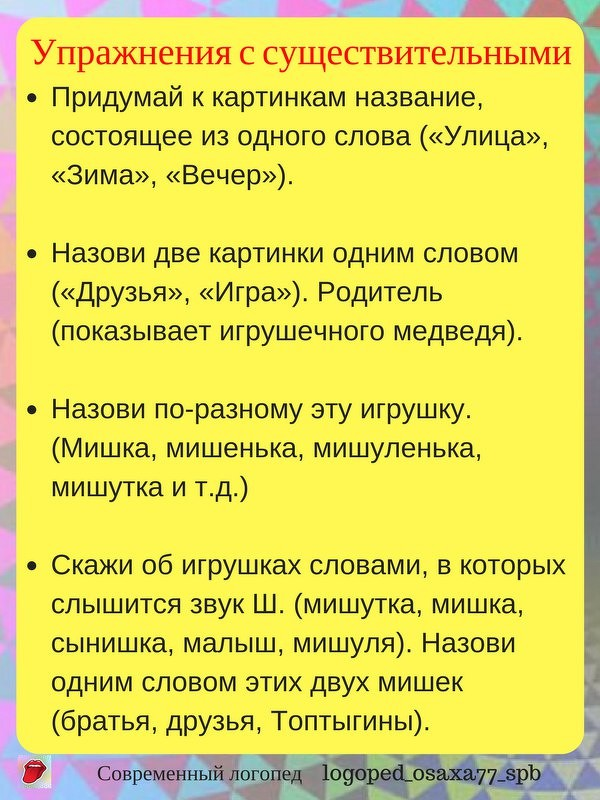 Упражнения с существительными
• Придумай к картинкам название,
состоящее из одного слова («Улица»,
«Зима», «Вечер»).
• Назови две картинки одним словом
(«Друзья», «Игра»). Родитель
(показывает игрушечного медведя).
• Назови по-разному эту игрушку.
(Мишка, мишенька, мишуленька,
мишутка и т.д.)
• Скажи об игрушках словами, в которых
слышится звук Ш. (мишутка, мишка,
сынишка, малыш, мишуля). Назови
одним словом этих двух мишек
(братья, друзья, Топтыгины).
Современный логопед logoped_osaxa77_spb